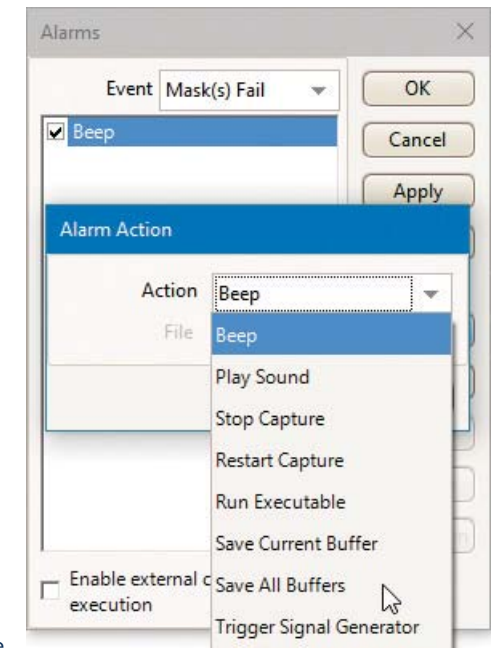 Alarms
Event Mask(s) Fail
OK
Beep
Cancel
Apply
Alarm Action
Action Beep
File
Beep
Play Sound
Stop Capture
Restart Capture
Run Executable
Save Current Buffer
Save All Buffers
Trigger Signal Generator
Enable external
execution